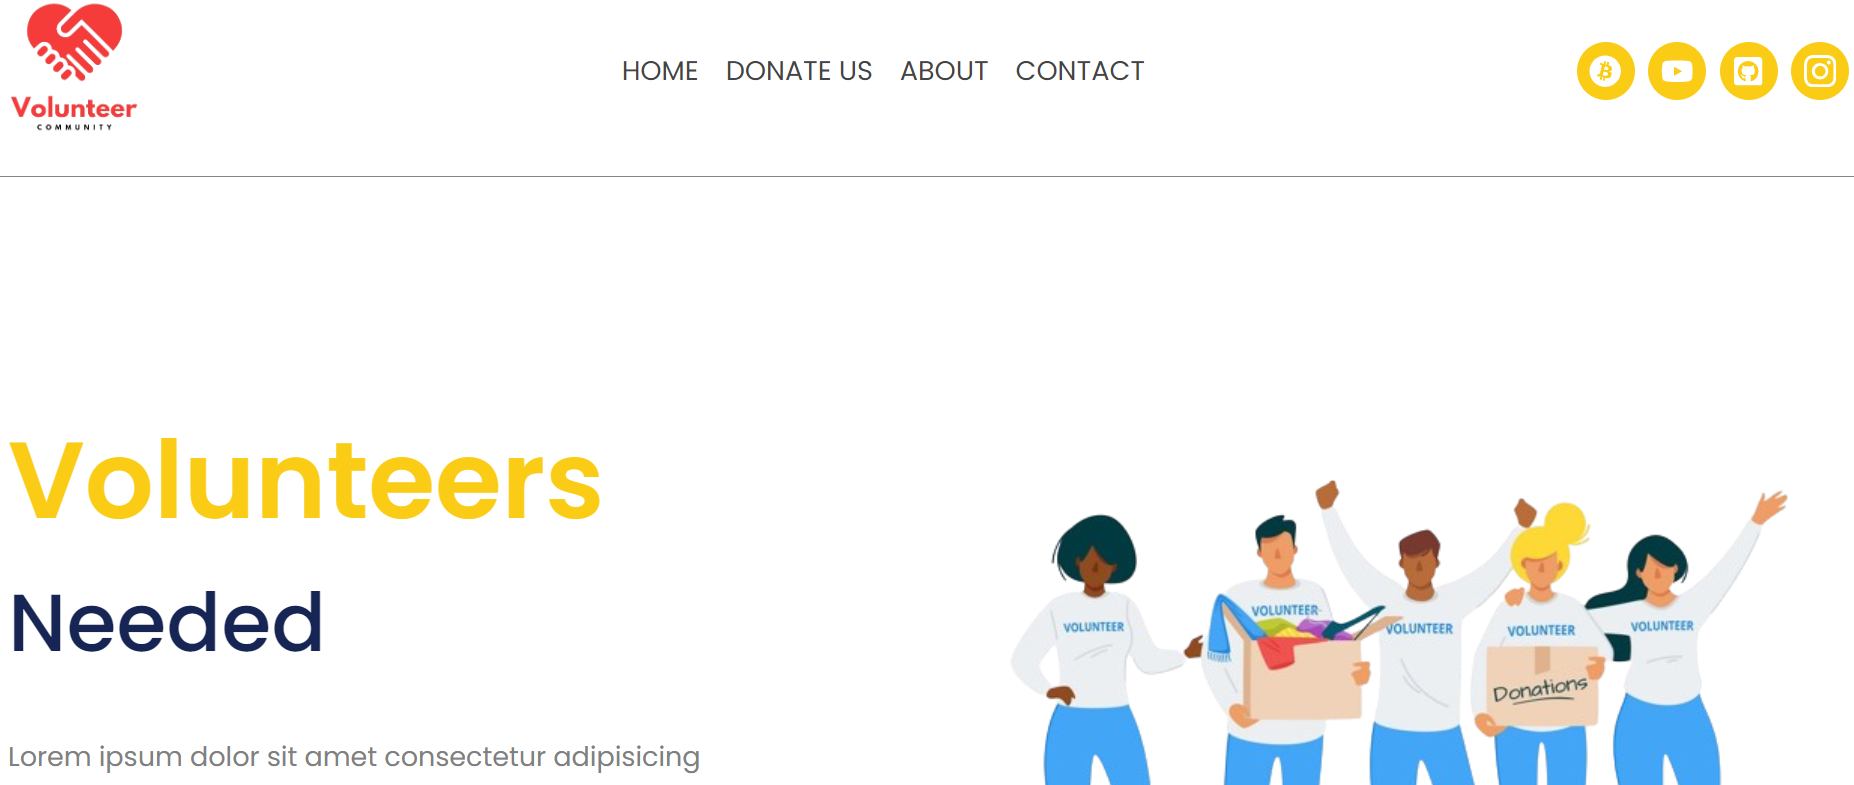 Volunteer
COMMUNITY
HOME DONATE US ABOUT CONTACT
Volunteers
Needed
Lorem ipsum dolor sit amet consectetur adipisicing
VOLUNTEER
VOLUNTEER
VOLUNTEER
VOLUNTEER
VOLUNTEER
Donations